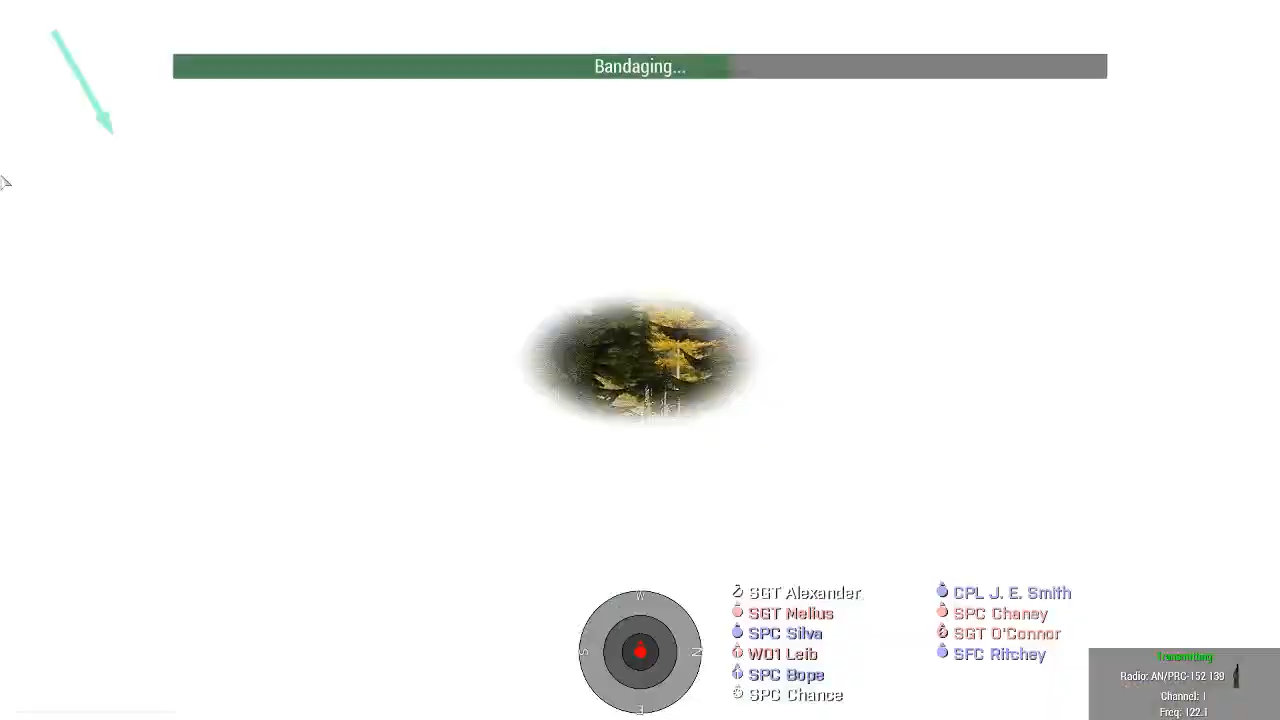 Bandaging...
W
S
N
E
SGT Alexander
SGT Melius
SPC Silva
WO1 Leib
SPC Bope
SPC Chance
CPL J. E. Smith
SPC Chaney
SGT O'Connor
SFC Ritchey
Transmitting
Radio: AN/PRC-152 139
Channel: 1
Freq: 122.1